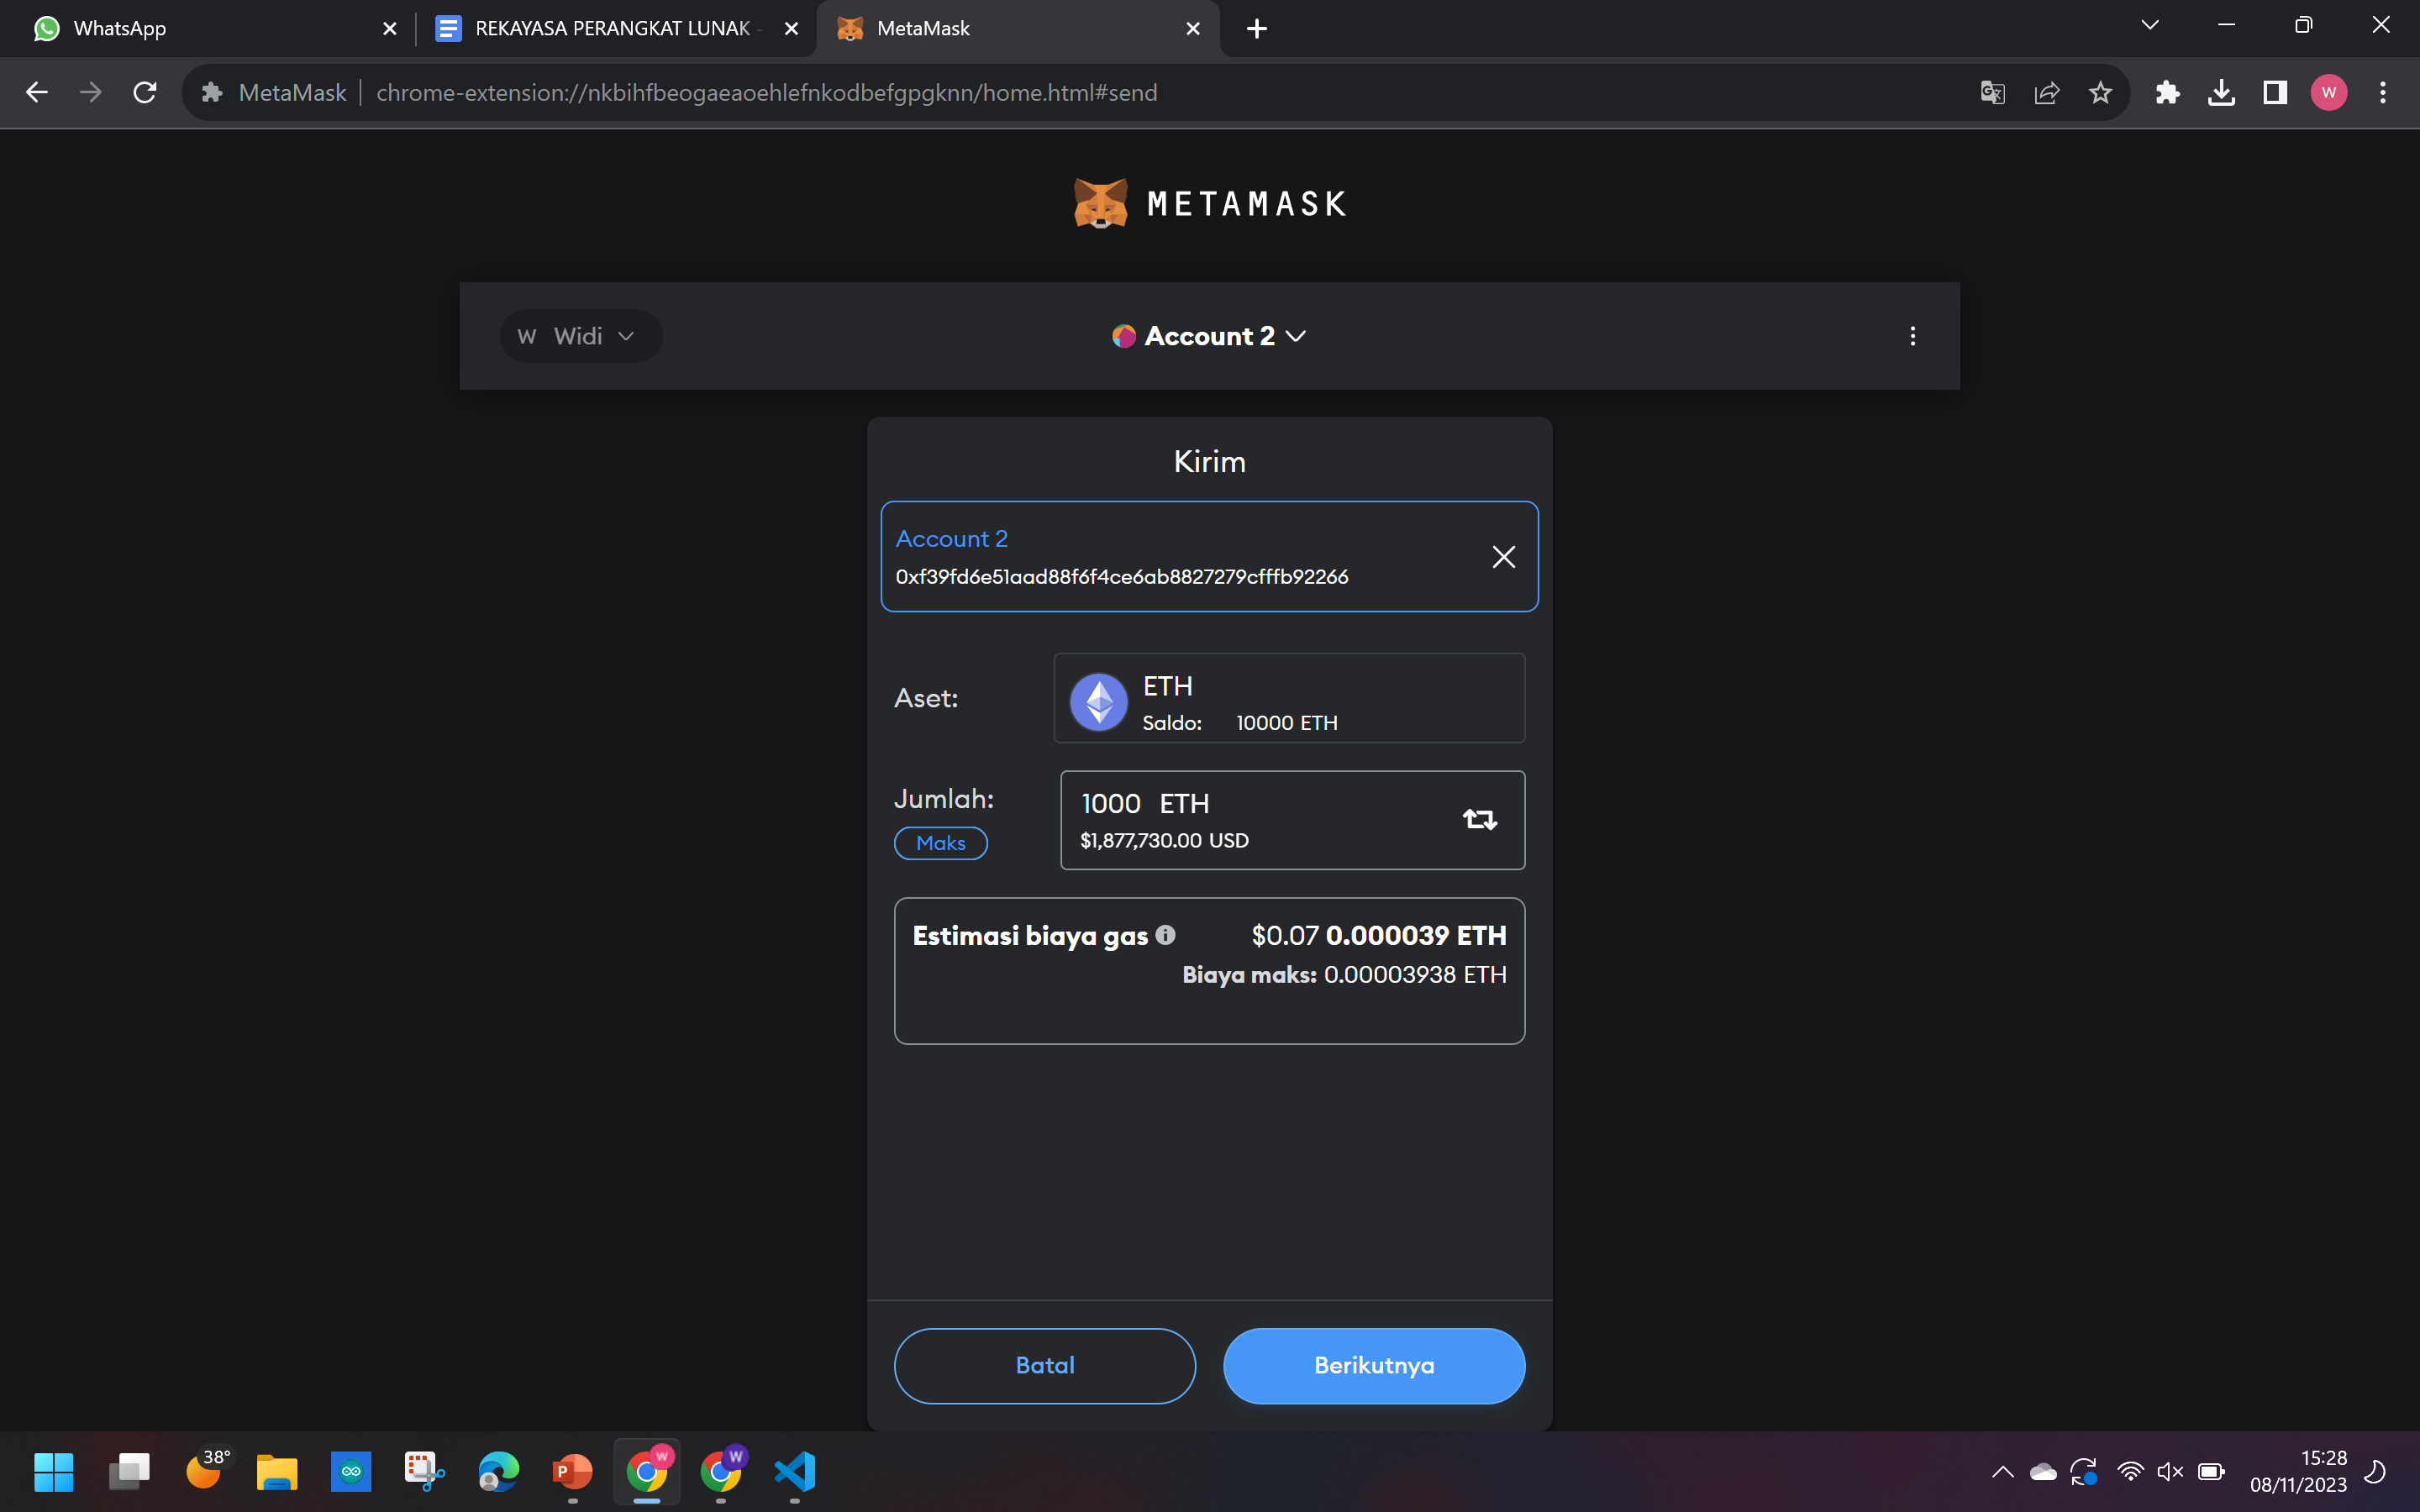 WhatsApp
REKAYASA PERANGKAT LUNAK -
MetaMask
MetaMask
chrome-extension://nkbihfbeogaeaoehlefnkodbefgpgknn/home.html#send
W
METAMASK
W Widi
Account 2
Kirim
Account 2
0xf39fd6e51aad88f6f4ce6ab8827279cfffb92266
Aset:
ETH
Saldo: 10000 ETH
Jumlah:
Maks
1000 ETH
$1,877,730.00 USD
Estimasi biaya gas $0.07 0.000039 ETH
Biaya maks: 0.00003938 ETH
Batal
Berikutnya
38°
P
W
W
15:28
08/11/2023